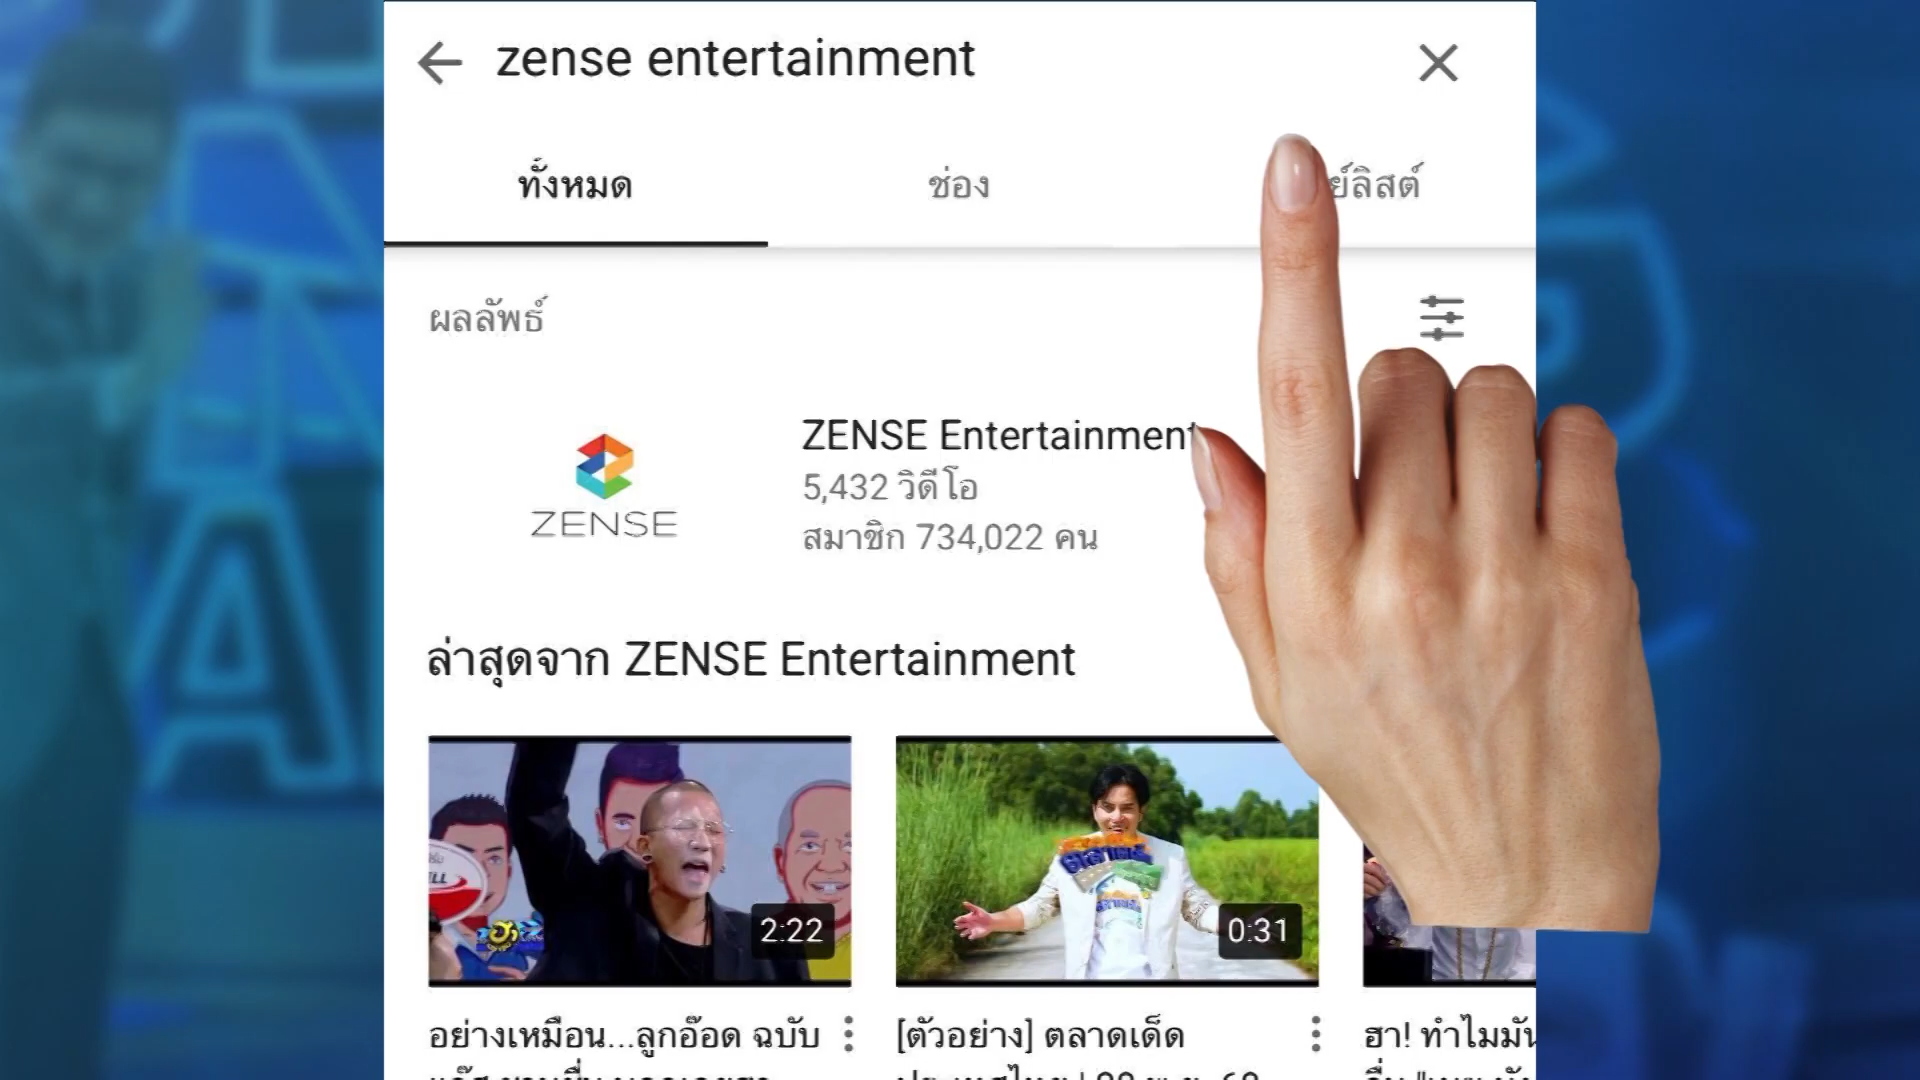 zense entertainment
ทั้งหมด
ช่อง
ย์ลิสต์
ผลลัพธ์
ZENSE
ZENSE Entertainment
5,432 วิดีโอ
สมาชิก 734,022 คน
ล่าสุดจาก ZENSE Entertainment
2:22
0:31
อย่างเหมือน...ลูกอ๊อด ฉบับ
[ตัวอย่าง] ตลาดเด็ด
ฮา! ทำไมมัน